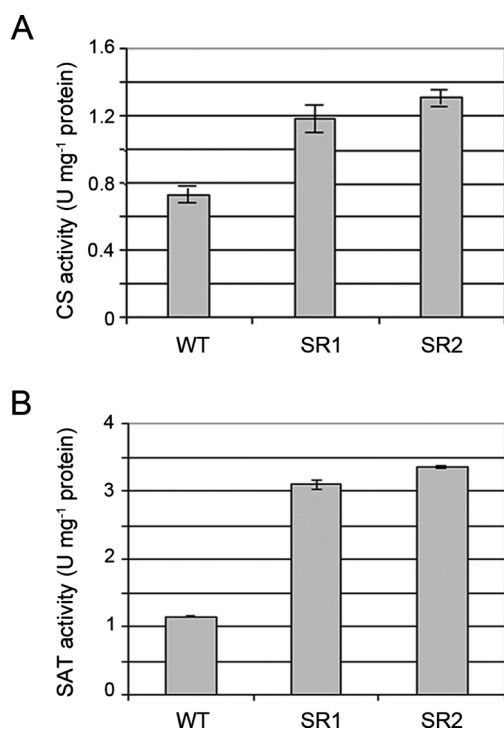 A
CS activity (U mg⁻¹ protein)
1.6
1.2
0.8
0.4
0
WT SR1 SR2
B
SAT activity (U mg⁻¹ protein)
4
3
2
1
0
WT SR1 SR2